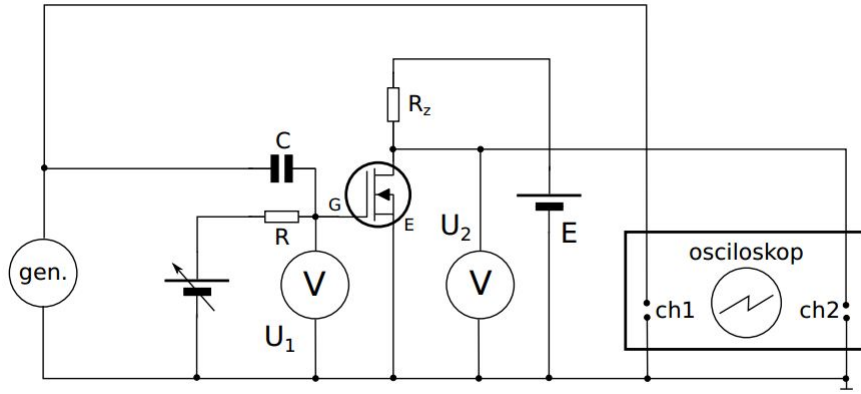 R_z
C
G
E
R
U_2
E
osciloskop
gen.
V
V
ch1
ch2
U_1